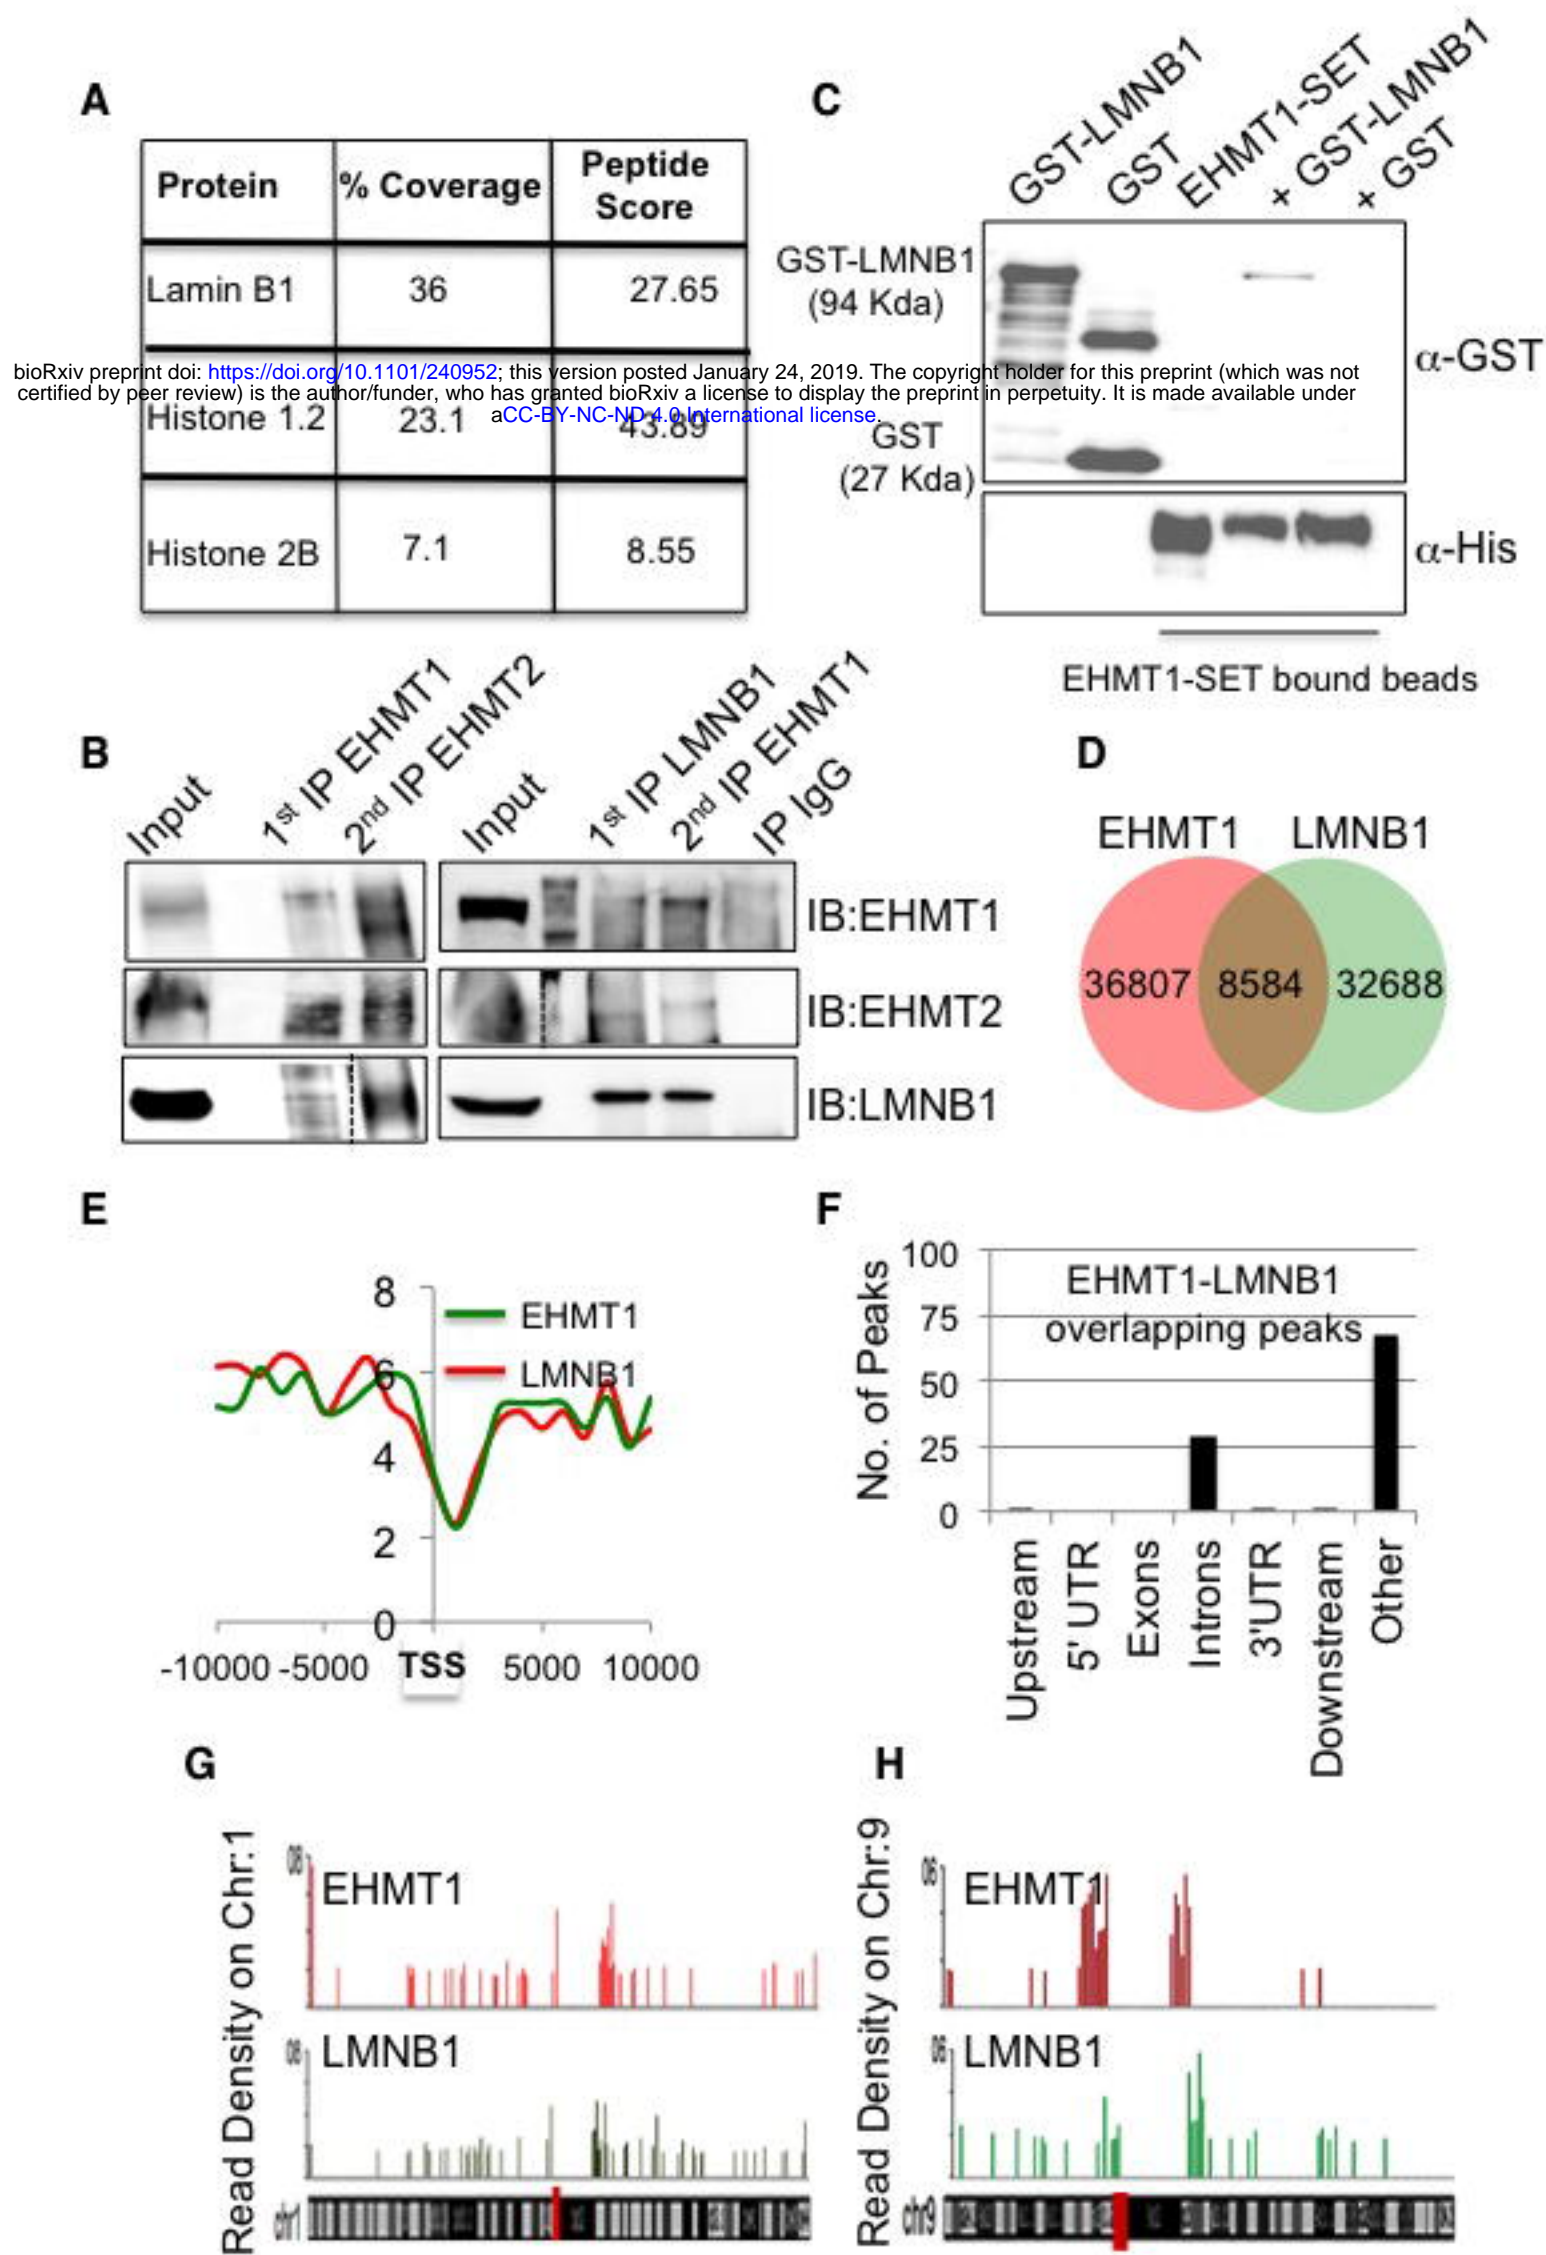 A
Protein % Coverage Peptide Score
Lamin B1 36 27.65
Histone 1.2 23.1 43.89
Histone 2B 7.1 8.55
bioRxiv preprint doi: https://doi.org/10.1101/240952; this version posted January 24, 2019. The copyright holder for this preprint (which was not
certified by peer review) is the author/funder, who has granted bioRxiv a license to display the preprint in perpetuity. It is made available under
aCC-BY-NC-ND 4.0 International license.
C
GST-LMNB1
GST
EHMT1-SET
+ GST-LMNB1
+ GST
GST-LMNB1
(94 Kda)
GST
(27 Kda)
α-GST
α-His
EHMT1-SET bound beads
B
Input
1st IP EHMT1
2nd IP EHMT2
Input
1st IP LMNB1
2nd IP EHMT1
IP IgG
IB:EHMT1
IB:EHMT2
IB:LMNB1
D
EHMT1 LMNB1
36807 8584 32688
E
8
6
4
2
0
EHMT1
LMNB1
-10000 -5000 TSS 5000 10000
F
No. of Peaks
100
75
50
25
0
EHMT1-LMNB1
overlapping peaks
Upstream
5' UTR
Exons
Introns
3'UTR
Downstream
Other
G
Read Density on Chr:1
EHMT1
LMNB1
chr1
H
Read Density on Chr:9
EHMT1
LMNB1
chr9